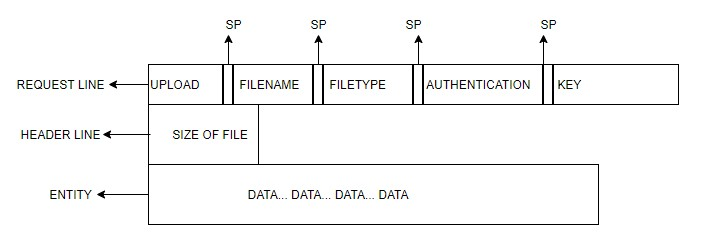 SP SP SP SP
REQUEST LINE UPLOAD FILENAME FILETYPE AUTHENTICATION KEY
HEADER LINE SIZE OF FILE
ENTITY DATA... DATA... DATA... DATA